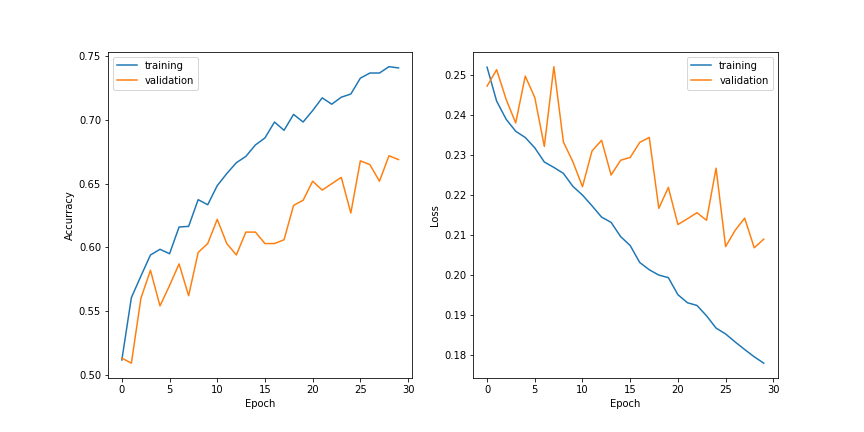 training
validation
0.75
0.70
0.65
0.60
0.55
0.50
Accurracy
0 5 10 15 20 25 30
Epoch
training
validation
0.25
0.24
0.23
0.22
0.21
0.20
0.19
0.18
Loss
0 5 10 15 20 25 30
Epoch